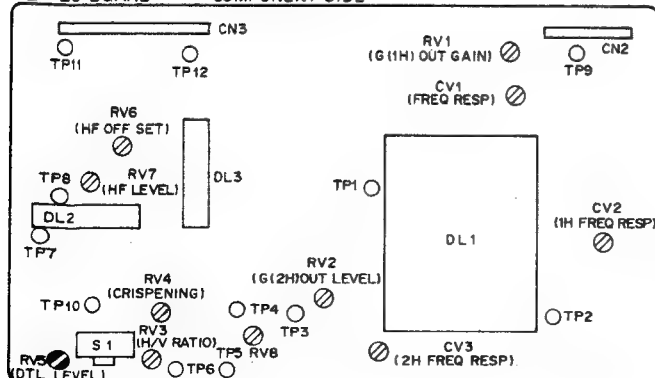 CN3
TP11
TP12
RV1
(G(1H) OUT GAIN)
CN2
TP9
CV1
(FREQ RESP)
RV6
(HF OFF SET)
TP8
RV7
(HF LEVEL)
DL3
DL2
TP7
TP1
DL1
CV2
(1H FREQ RESP)
RV2
(G(2H)OUT LEVEL)
RV4
(CRISPENING)
TP10
TP4
TP3
TP2
S1
RV3
(H/V RATIO)
RV5
(DTL LEVEL)
TP6
TP5
RV8
CV3
(2H FREQ RESP)